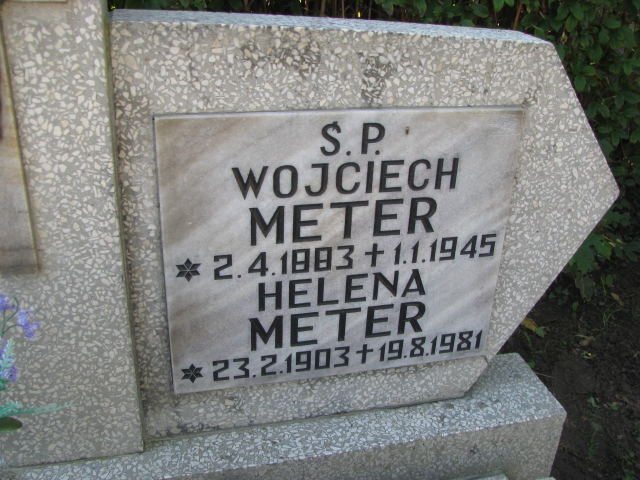 Ś.P.
WOJCIECH
METER
* 2.4.1883 + 1.1.1945
HELENA
METER
* 23.2.1903 + 19.8.1981